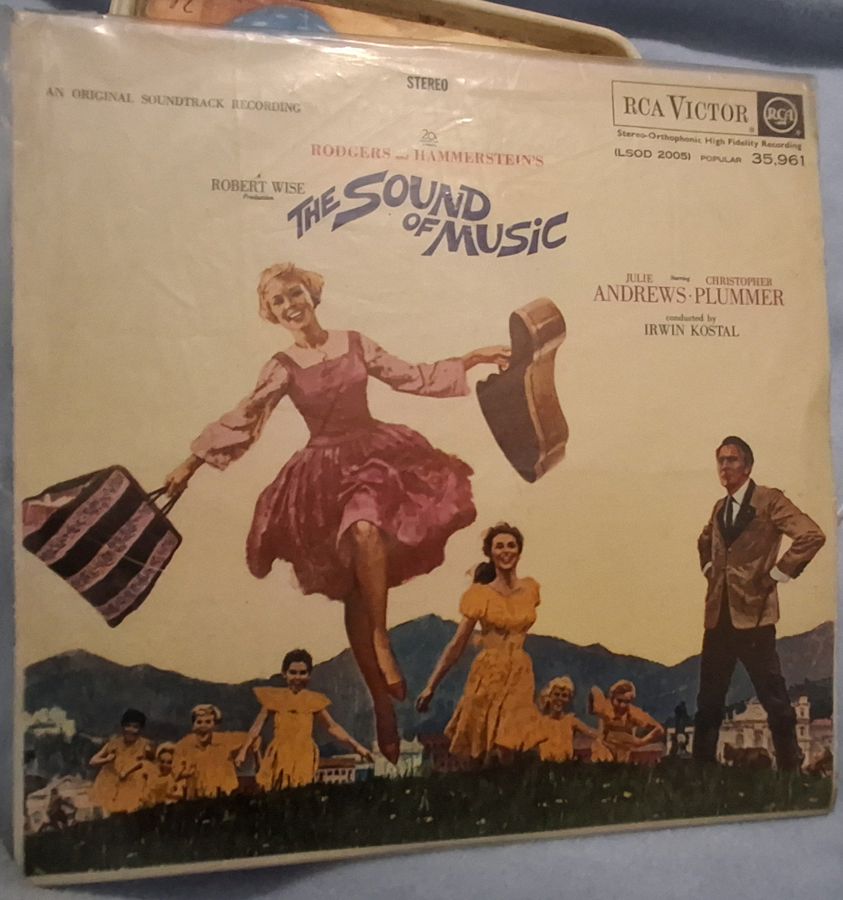 STEREO
AN ORIGINAL SOUNDTRACK RECORDING
RCA VICTOR
RCA
Stereo-Orthophonic High Fidelity Recording
(LSOD 2005) POPULAR 35,961
20
RODGERS and HAMMERSTEIN'S
A
ROBERT WISE
Production
THE SOUND
OF MUSIC
JULIE Starring CHRISTOPHER
ANDREWS · PLUMMER
conducted by
IRWIN KOSTAL